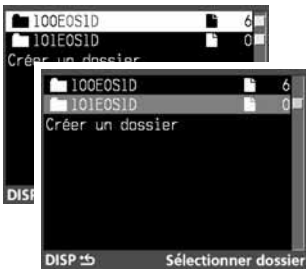 100EOS1D 6
101EOS1D 0
Créer un dossier
DISP
100EOS1D 6
101EOS1D 0
Créer un dossier
DISP Sélectionner dossier